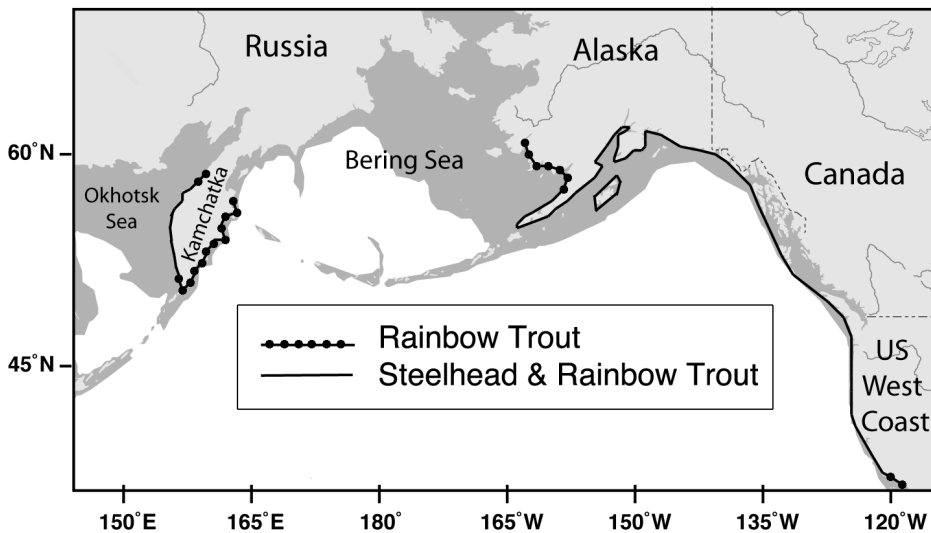 Russia
Alaska
60°N
Bering Sea
Canada
Okhotsk
Sea
Kamchatka
Rainbow Trout
Steelhead & Rainbow Trout
45°N
US
West
Coast
150°E 165°E 180° 165°W 150°W 135°W 120°W